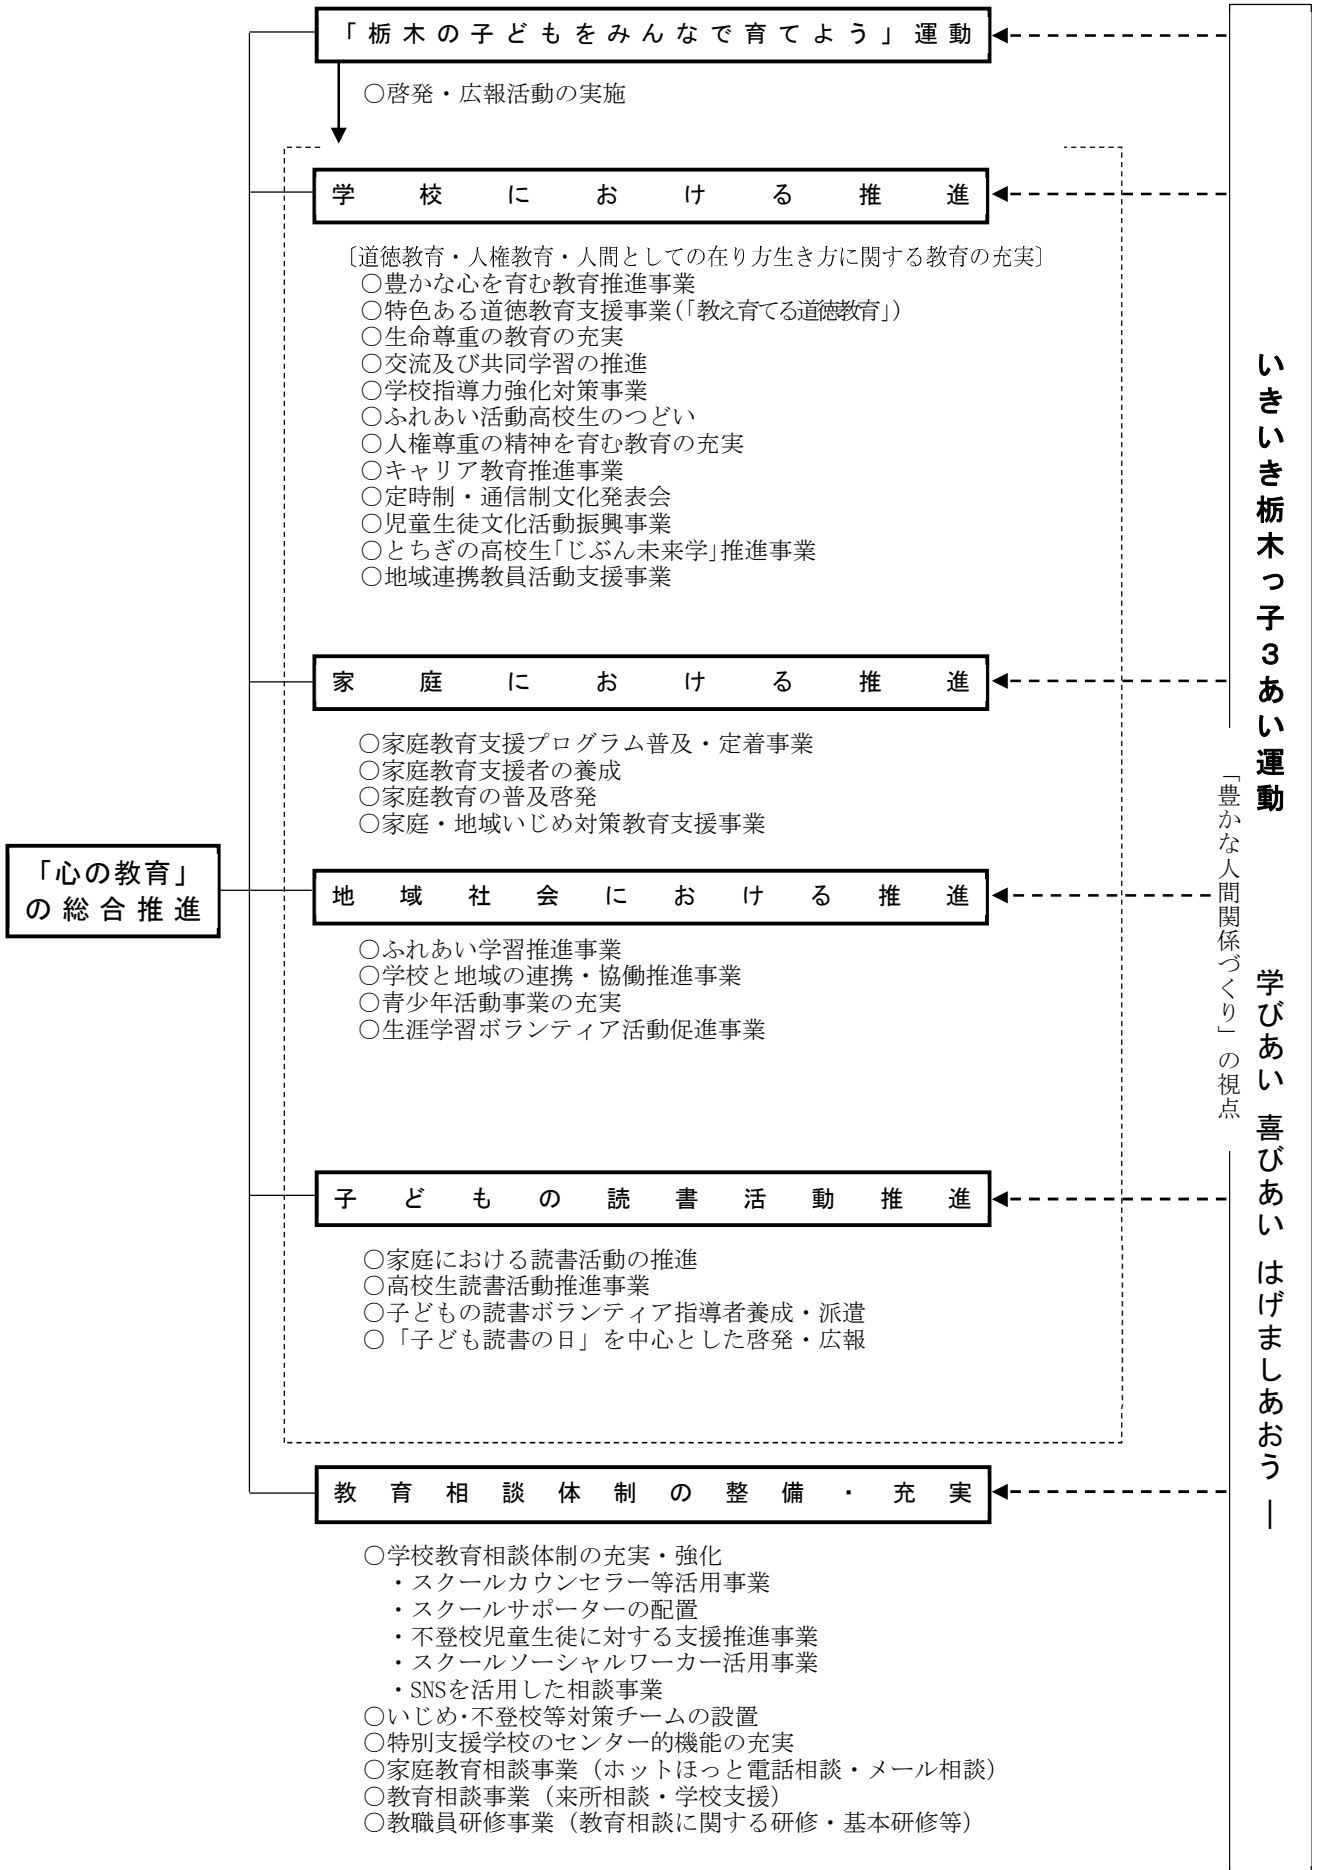 「栃木の子どもをみんなで育てよう」運動
○啓発・広報活動の実施
学校における推進
〔道徳教育・人権教育・人間としての在り方生き方に関する教育の充実〕
○豊かな心を育む教育推進事業
○特色ある道徳教育支援事業(「教え育てる道徳教育」)
○生命尊重の教育の充実
○交流及び共同学習の推進
○学校指導力強化対策事業
○ふれあい活動高校生のつどい
○人権尊重の精神を育む教育の充実
○キャリア教育推進事業
○定時制・通信制文化発表会
○児童生徒文化活動振興事業
○とちぎの高校生「じぶん未来学」推進事業
○地域連携教員活動支援事業
家庭における推進
○家庭教育支援プログラム普及・定着事業
○家庭教育支援者の養成
○家庭教育の普及啓発
○家庭・地域いじめ対策教育支援事業
「心の教育」
の総合推進
地域社会における推進
○ふれあい学習推進事業
○学校と地域の連携・協働推進事業
○青少年活動事業の充実
○生涯学習ボランティア活動促進事業
子どもの読書活動推進
○家庭における読書活動の推進
○高校生読書活動推進事業
○子どもの読書ボランティア指導者養成・派遣
○「子ども読書の日」を中心とした啓発・広報
教育相談体制の整備・充実
○学校教育相談体制の充実・強化
・スクールカウンセラー等活用事業
・スクールサポーターの配置
・不登校児童生徒に対する支援推進事業
・スクールソーシャルワーカー活用事業
・SNSを活用した相談事業
○いじめ・不登校等対策チームの設置
○特別支援学校のセンター的機能の充実
○家庭教育相談事業（ホットほっと電話相談・メール相談）
○教育相談事業（来所相談・学校支援）
○教職員研修事業（教育相談に関する研修・基本研修等）
いきいき栃木っ子３あい運動　学びあい 喜びあい はげましあおう ―
「豊かな人間関係づくり」の視点